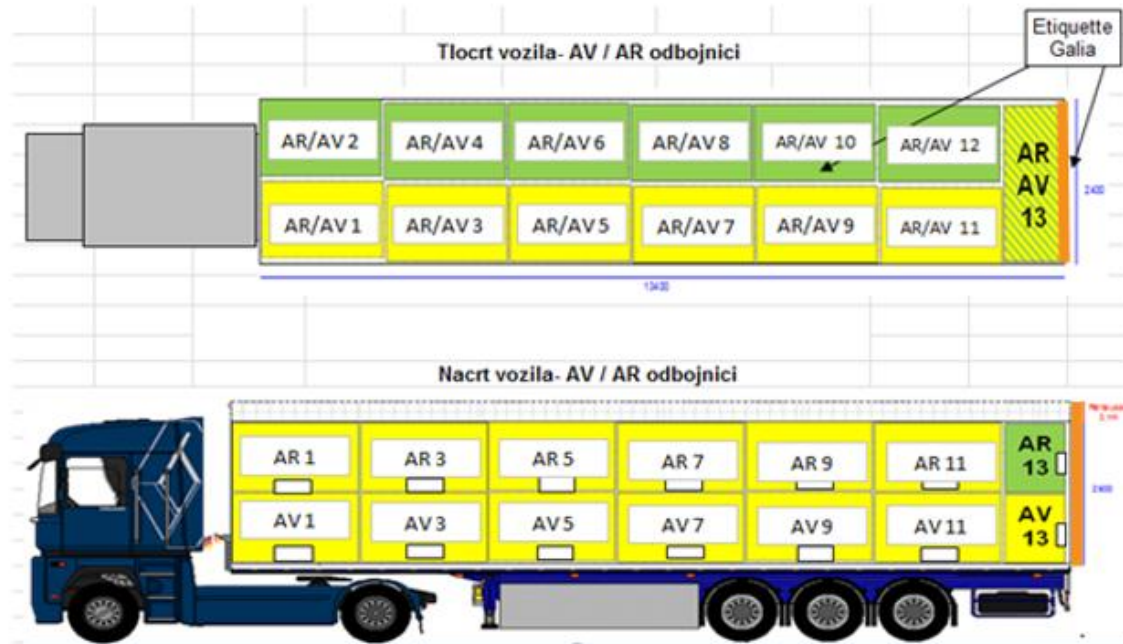 Etiquette
Galia
Tlocrt vozila- AV / AR odbojnici
AR/AV 2
AR/AV 4
AR/AV 6
AR/AV 8
AR/AV 10
AR/AV 12
AR
AV
13
AR/AV 1
AR/AV 3
AR/AV 5
AR/AV 7
AR/AV 9
AR/AV 11
2400
13400
Nacrt vozila- AV / AR odbojnici
AR 1
AR 3
AR 5
AR 7
AR 9
AR 11
AR
13
AV 1
AV 3
AV 5
AV 7
AV 9
AV 11
AV
13